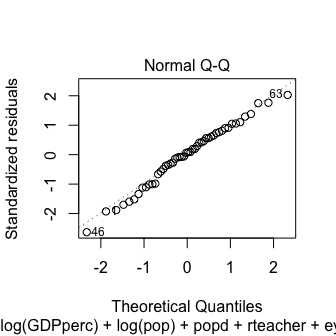 Normal Q-Q
Standardized residuals
2
1
0
-1
-2
63
46
-2 -1 0 1 2
Theoretical Quantiles
log(GDPperc) + log(pop) + popd + rteacher + ey